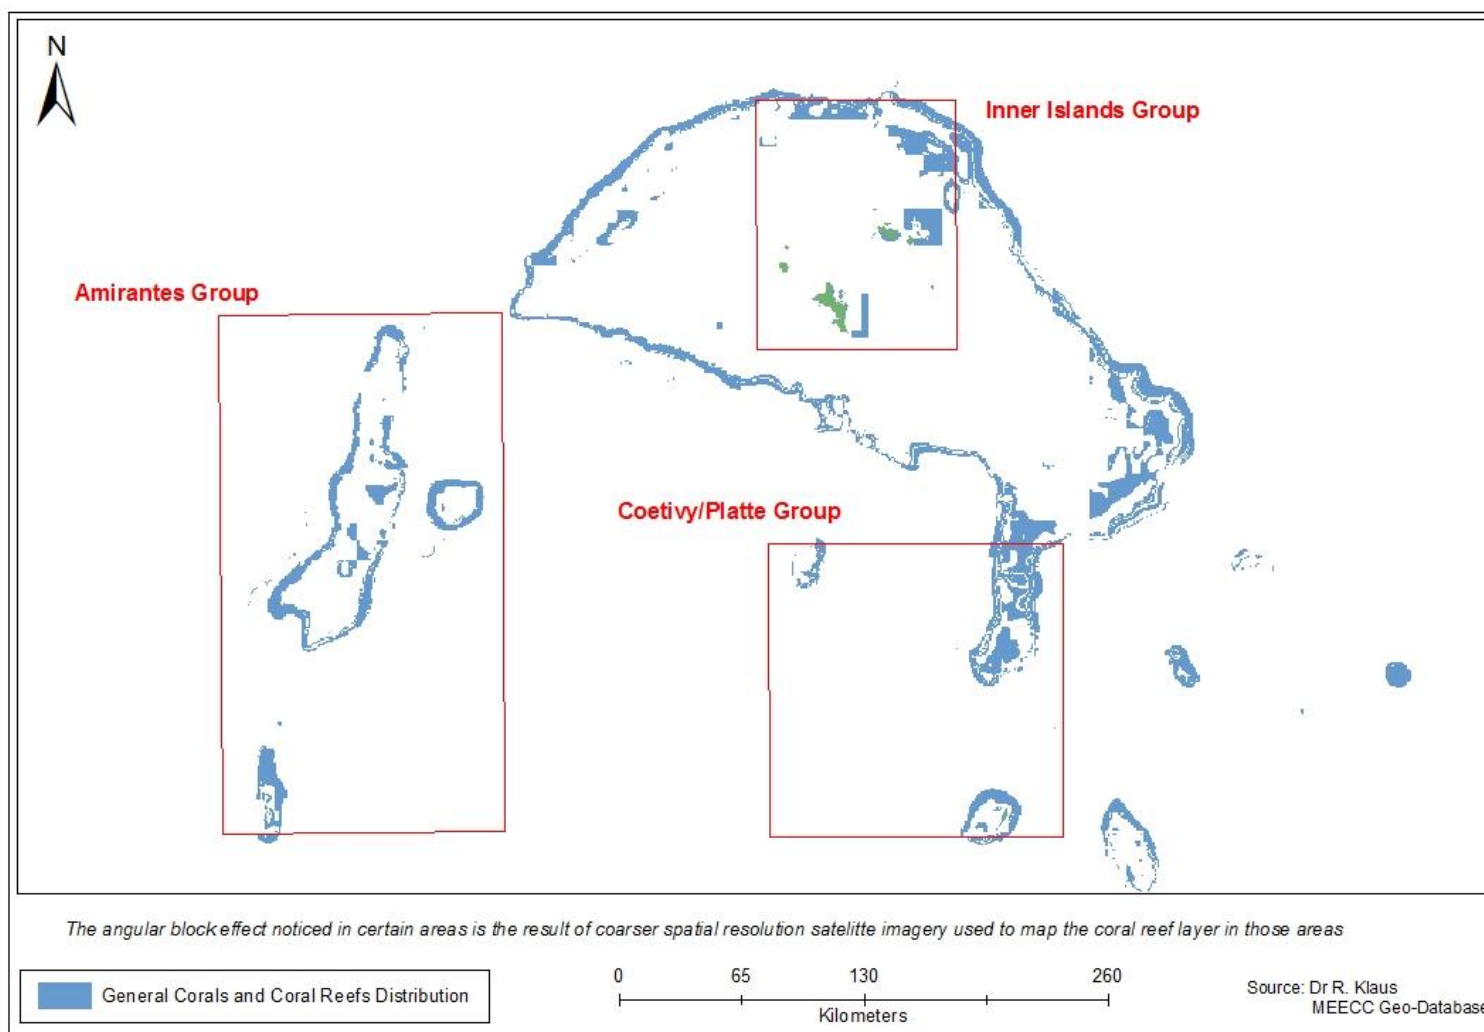 N
Inner Islands Group
Amirantes Group
Coetivy/Platte Group
The angular block effect noticed in certain areas is the result of coarser spatial resolution satelitte imagery used to map the coral reef layer in those areas
General Corals and Coral Reefs Distribution
0 65 130 260
Kilometers
Source: Dr R. Klaus
MEECC Geo-Database